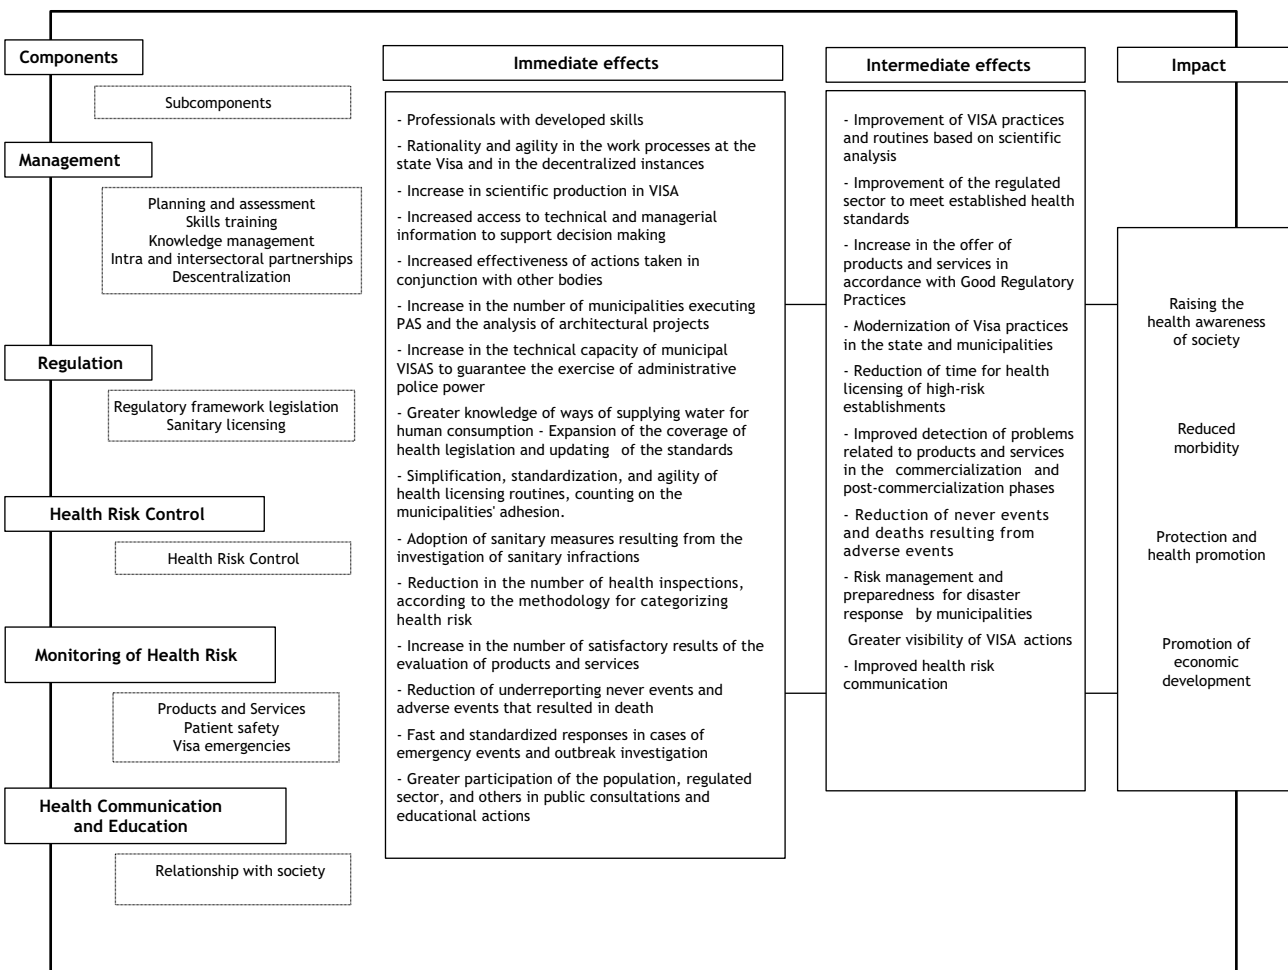 Components
Subcomponents
Management
Planning and assessment
Skills training
Knowledge management
Intra and intersectoral partnerships
Descentralization
Regulation
Regulatory framework legislation
Sanitary licensing
Health Risk Control
Health Risk Control
Monitoring of Health Risk
Products and Services
Patient safety
Visa emergencies
Health Communication
and Education
Relationship with society
Immediate effects
- Professionals with developed skills
- Rationality and agility in the work processes at the
state Visa and in the decentralized instances
- Increase in scientific production in VISA
- Increased access to technical and managerial
information to support decision making
- Increased effectiveness of actions taken in
conjunction with other bodies
- Increase in the number of municipalities executing
PAS and the analysis of architectural projects
- Increase in the technical capacity of municipal
VISAS to guarantee the exercise of administrative
police power
- Greater knowledge of ways of supplying water for
human consumption - Expansion of the coverage of
health legislation and updating of the standards
- Simplification, standardization, and agility of
health licensing routines, counting on the
municipalities' adhesion.
- Adoption of sanitary measures resulting from the
investigation of sanitary infractions
- Reduction in the number of health inspections,
according to the methodology for categorizing
health risk
- Increase in the number of satisfactory results of the
evaluation of products and services
- Reduction of underreporting never events and
adverse events that resulted in death
- Fast and standardized responses in cases of
emergency events and outbreak investigation
- Greater participation of the population, regulated
sector, and others in public consultations and
educational actions
Intermediate effects
- Improvement of VISA practices
and routines based on scientific
analysis
- Improvement of the regulated
sector to meet established health
standards
- Increase in the offer of
products and services in
accordance with Good Regulatory
Practices
- Modernization of Visa practices
in the state and municipalities
- Reduction of time for health
licensing of high-risk
establishments
- Improved detection of problems
related to products and services
in the commercialization and
post-commercialization phases
- Reduction of never events
and deaths resulting from
adverse events
- Risk management and
preparedness for disaster
response by municipalities
Greater visibility of VISA actions
- Improved health risk
communication
Impact
Raising the
health awareness
of society
Reduced
morbidity
Protection and
health promotion
Promotion of
economic
development